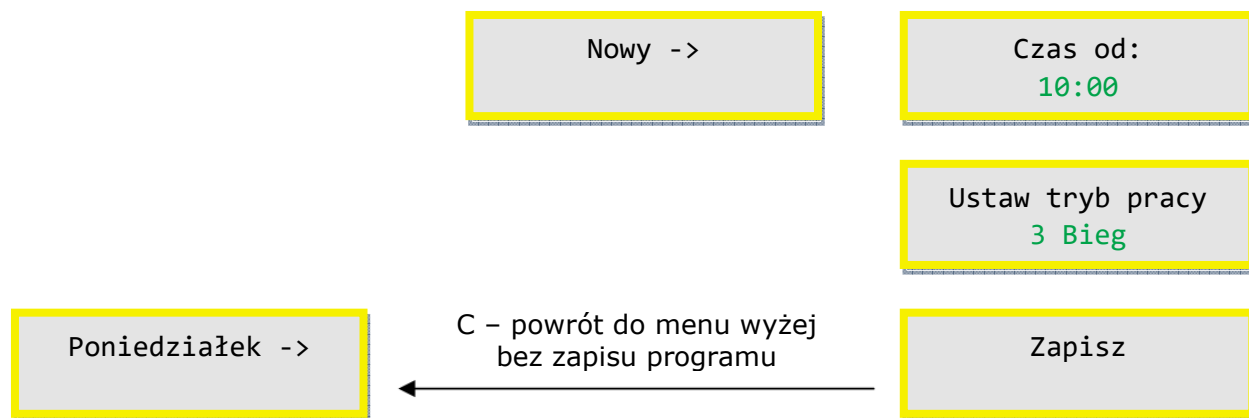 Nowy ->
Czas od:
10:00
Ustaw tryb pracy
3 Bieg
Poniedziałek ->
C – powrót do menu wyżej
bez zapisu programu
Zapisz